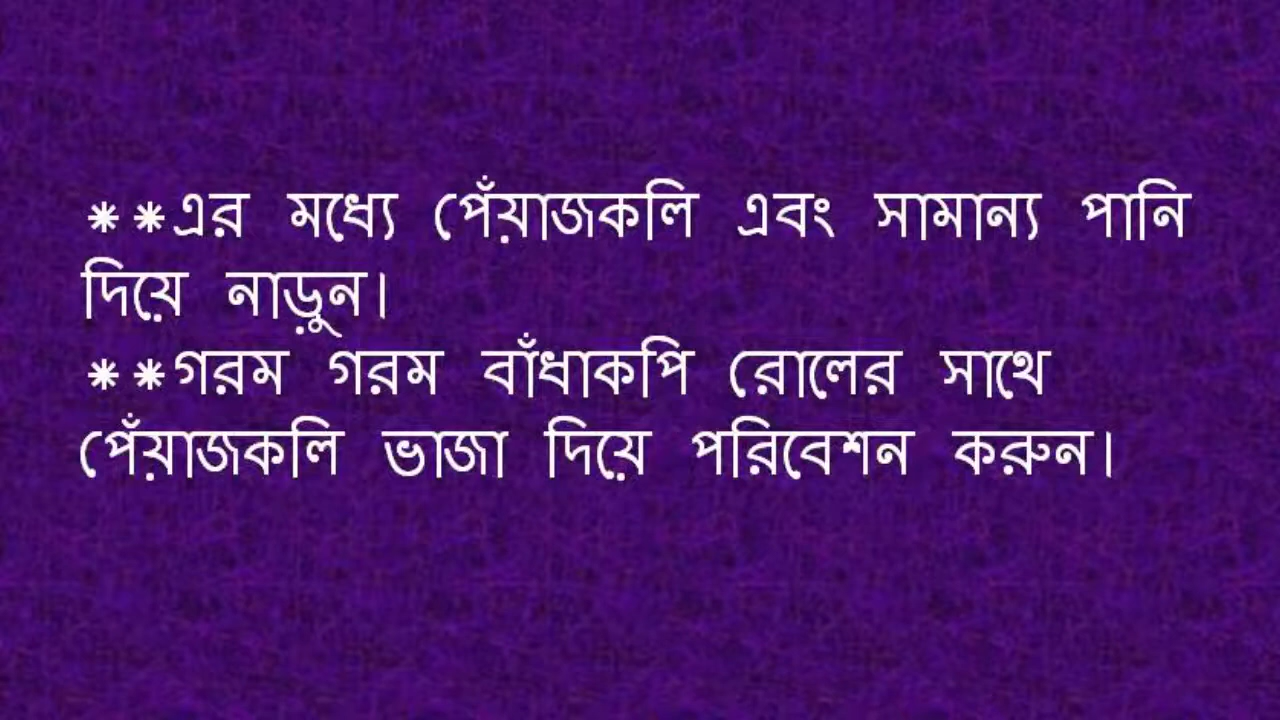 **এর মধ্যে পেঁয়াজকলি এবং সামান্য পানি
দিয়ে নাড়ুন।
**গরম গরম বাঁধাকপি রোলের সাথে
পেঁয়াজকলি ভাজা দিয়ে পরিবেশন করুন।